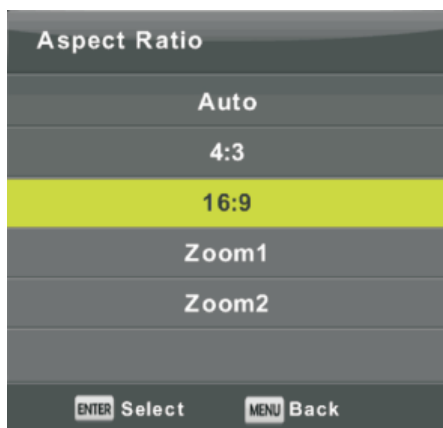 Aspect Ratio
Auto
4:3
16:9
Zoom1
Zoom2
ENTER Select MENU Back